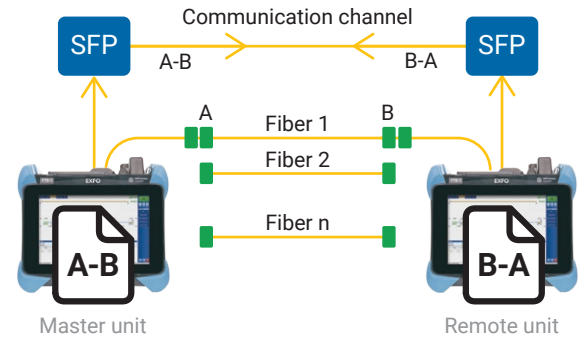 Communication channel
SFP
SFP
A-B
B-A
A
B
Fiber 1
Fiber 2
Fiber n
EXFO
EXFO
A-B
B-A
Master unit
Remote unit